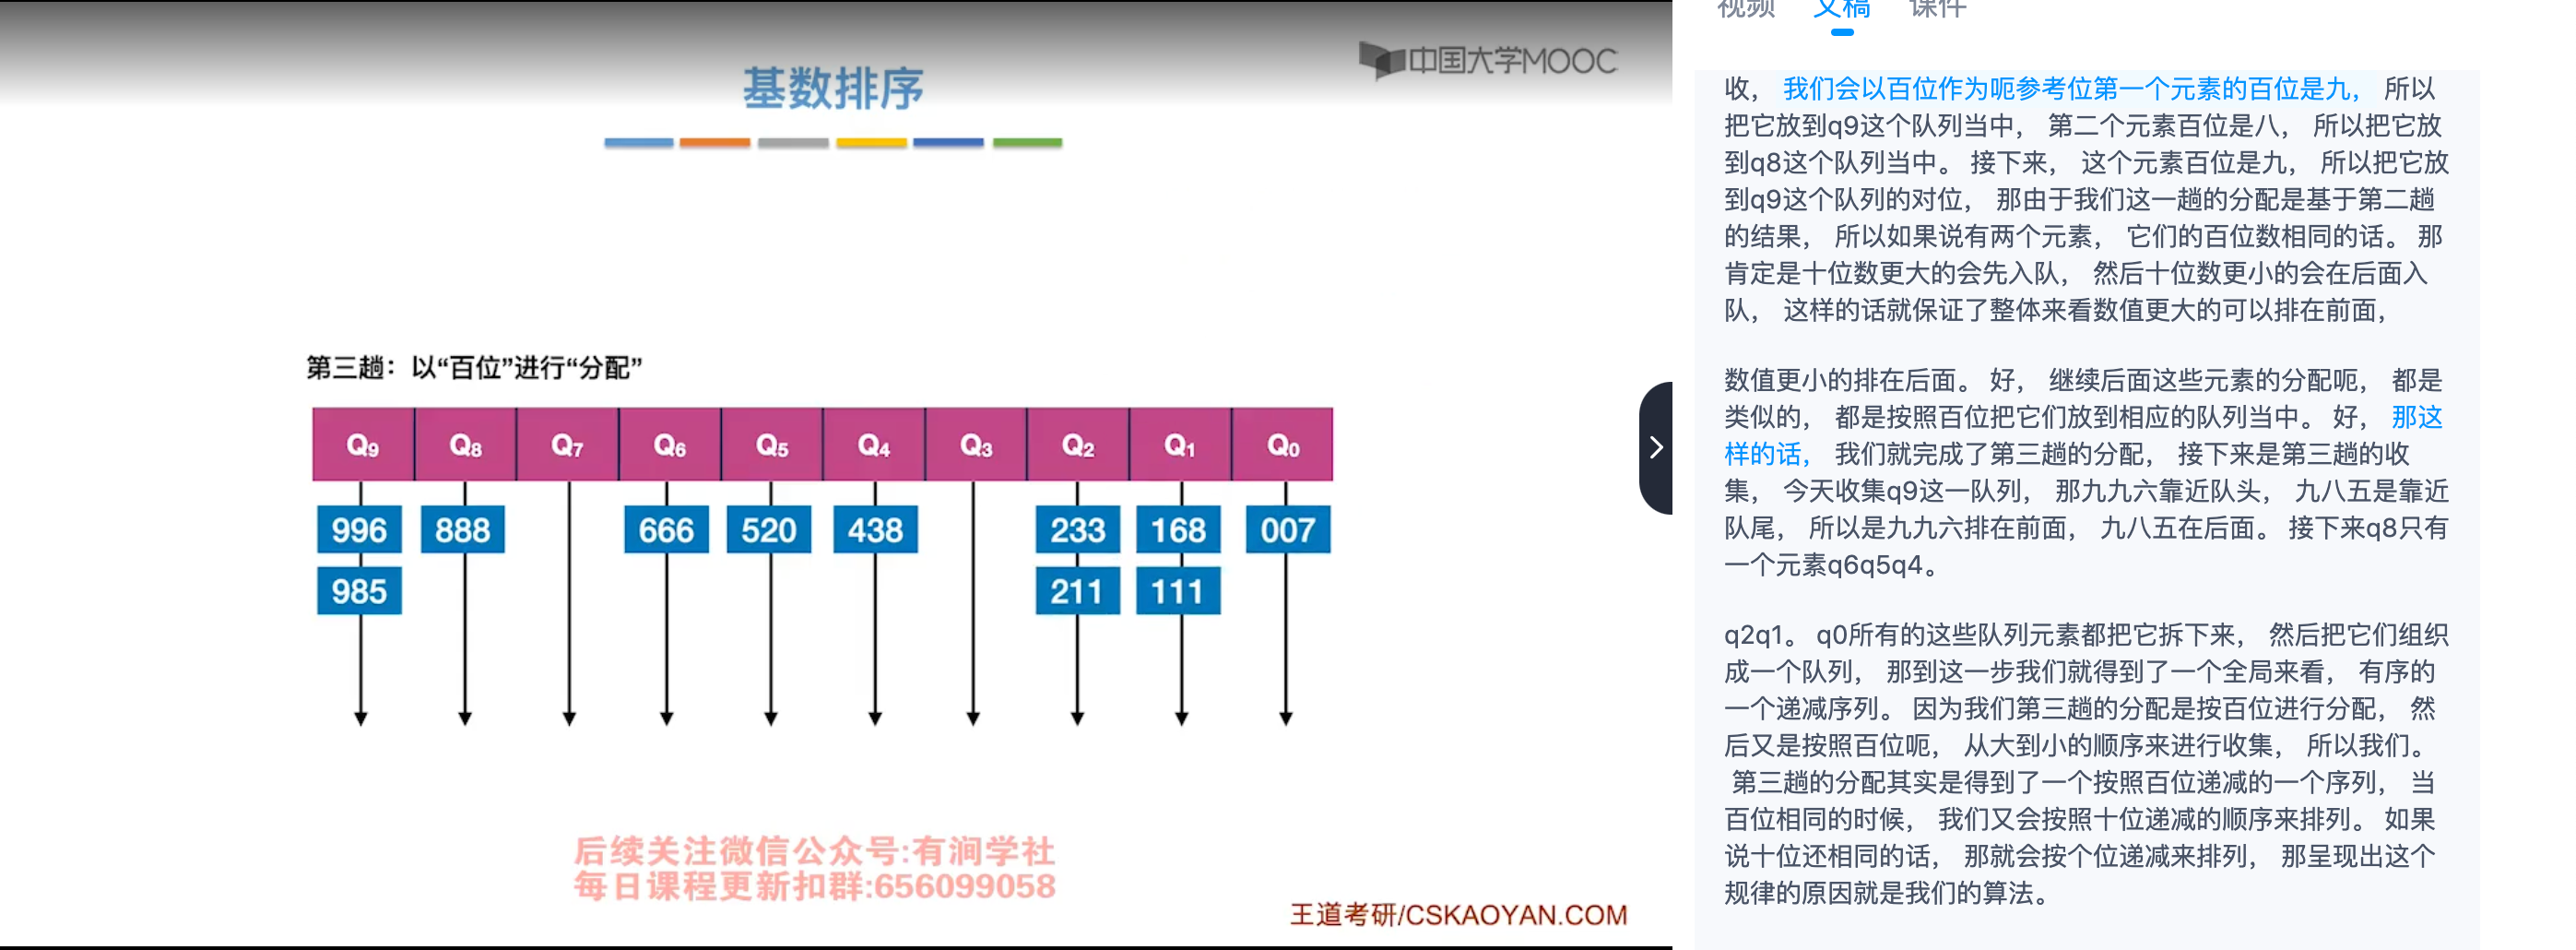 中国大学MOOC
基数排序
第三趟：以“百位”进行“分配”
Q9 Q8 Q7 Q6 Q5 Q4 Q3 Q2 Q1 Q0
996 888 666 520 438 233 168 007
985 211 111
后续关注微信公众号:有涧学社
每日课程更新扣群:656099058
王道考研/CSKAOYAN.COM
视频 文稿 课件
收， 我们会以百位作为呃参考位第一个元素的百位是九， 所以
把它放到q9这个队列当中， 第二个元素百位是八， 所以把它放
到q8这个队列当中。 接下来， 这个元素百位是九， 所以把它放
到q9这个队列的对位， 那由于我们这一趟的分配是基于第二趟
的结果， 所以如果说有两个元素， 它们的百位数相同的话。 那
肯定是十位数更大的会先入队， 然后十位数更小的会在后面入
队， 这样的话就保证了整体来看数值更大的可以排在前面，
数值更小的排在后面。 好， 继续后面这些元素的分配呃， 都是
类似的， 都是按照百位把它们放到相应的队列当中。 好， 那这
样的话， 我们就完成了第三趟的分配， 接下来是第三趟的收
集， 今天收集q9这一队列， 那九九六靠近队头， 九八五是靠近
队尾， 所以是九九六排在前面， 九八五在后面。 接下来q8只有
一个元素q6q5q4。
q2q1。 q0所有的这些队列元素都把它拆下来， 然后把它们组织
成一个队列， 那到这一步我们就得到了一个全局来看， 有序的
一个递减序列。 因为我们第三趟的分配是按百位进行分配， 然
后又是按照百位呃， 从大到小的顺序来进行收集， 所以我们。
第三趟的分配其实是得到了一个按照百位递减的一个序列， 当
百位相同的时候， 我们又会按照十位递减的顺序来排列。 如果
说十位还相同的话， 那就会按个位递减来排列， 那呈现出这个
规律的原因就是我们的算法。